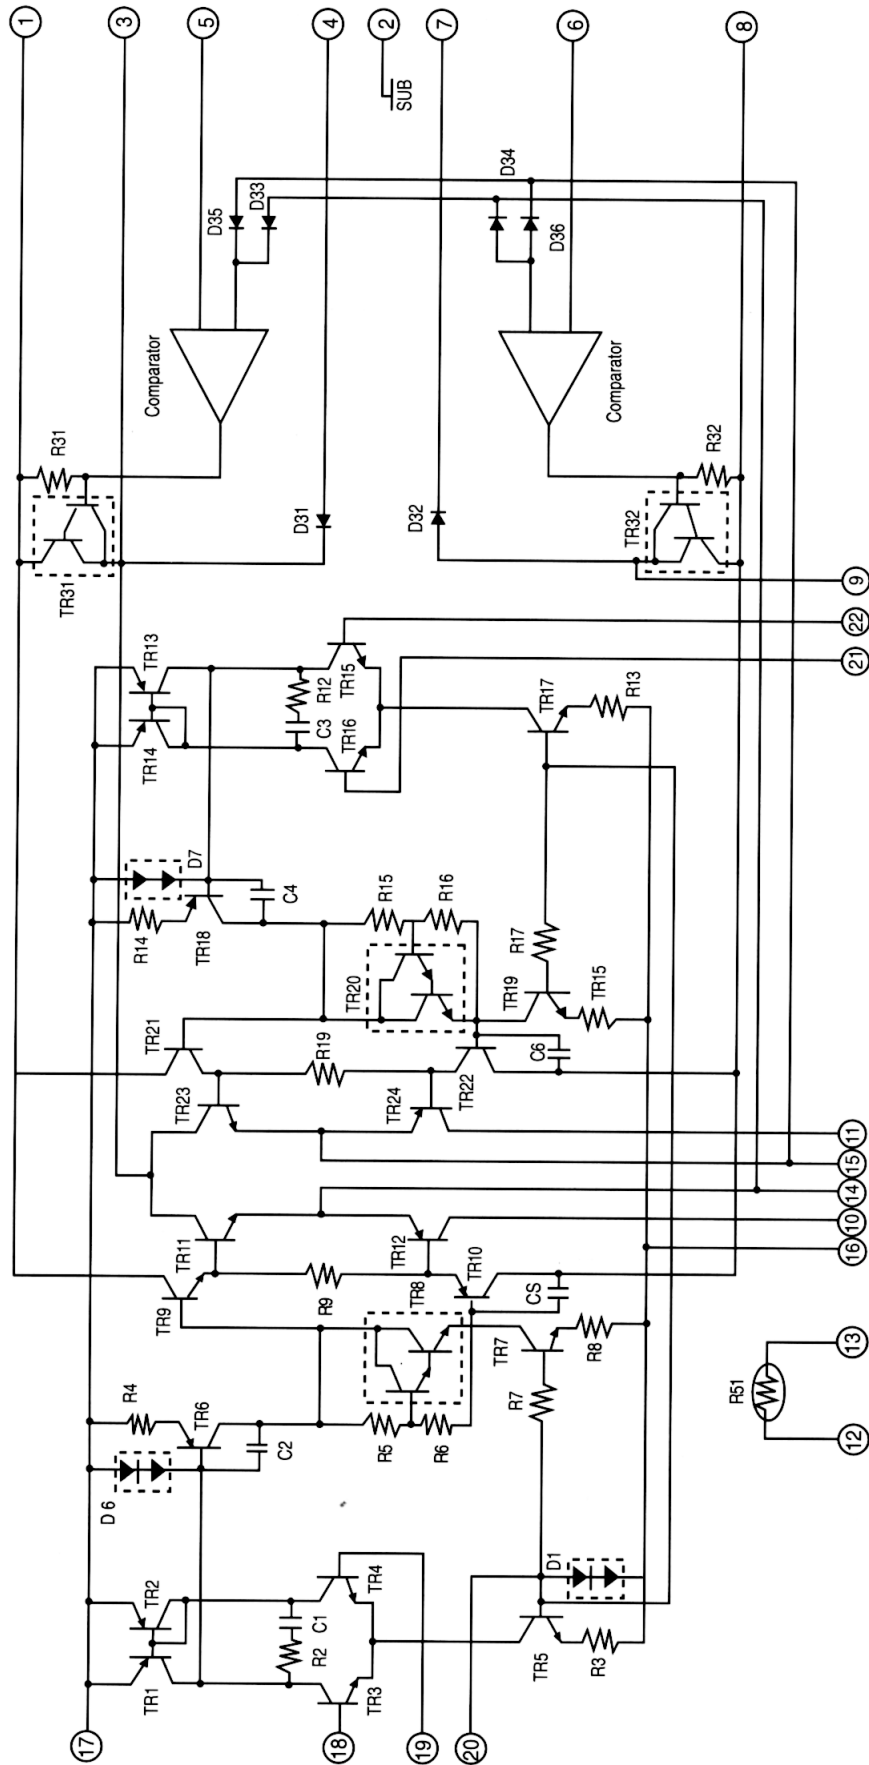 1
3
5
4
2
7
6
8
SUB
D34
D35
D33
D36
Comparator
Comparator
R31
R32
TR31
D31
D32
TR32
9
22
21
TR13
TR14
R12
TR15
C3
TR16
TR17
R13
D7
R14
TR18
C4
R15
R16
R17
TR20
TR19
TR15
TR21
R19
C6
TR22
TR23
TR24
11
15
14
10
16
TR11
TR12
TR10
R9
TR8
TR9
CS
R4
TR6
C2
R5
R6
TR7
R8
R7
D 6
R51
13
12
TR2
TR1
TR4
C1
R2
TR3
D1
TR5
R3
17
18
19
20